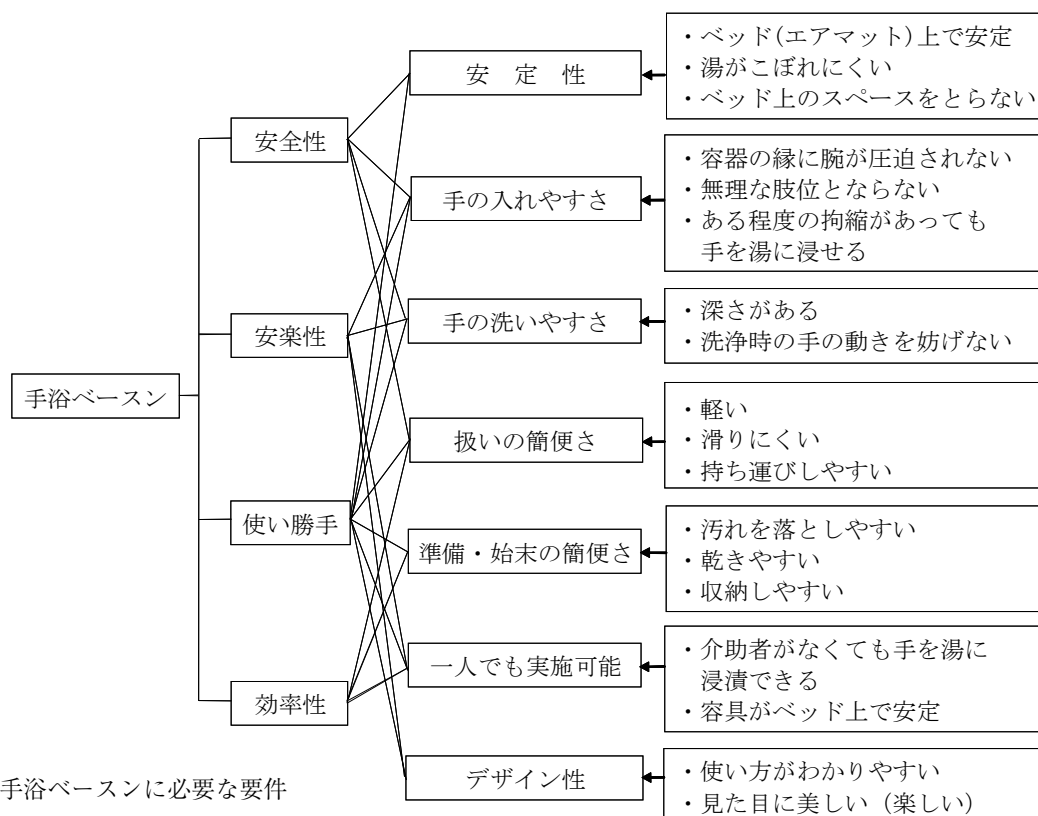 手浴ベースン
安全性
安楽性
使い勝手
効率性
安定性
・ベッド(エアマット)上で安定
・湯がこぼれにくい
・ベッド上のスペースをとらない
手の入れやすさ
・容器の縁に腕が圧迫されない
・無理な肢位とならない
・ある程度の拘縮があっても
手を湯に浸せる
手の洗いやすさ
・深さがある
・洗浄時の手の動きを妨げない
扱いの簡便さ
・軽い
・滑りにくい
・持ち運びしやすい
準備・始末の簡便さ
・汚れを落としやすい
・乾きやすい
・収納しやすい
一人でも実施可能
・介助者がなくても手を湯に
浸漬できる
・容具がベッド上で安定
デザイン性
・使い方がわかりやすい
・見た目に美しい（楽しい）
手浴ベースンに必要な要件